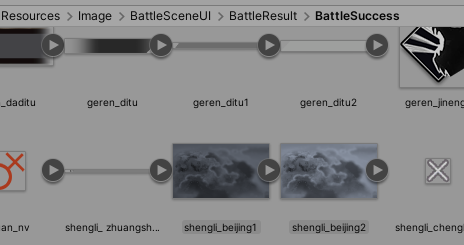 Resources > Image > BattleSceneUI > BattleResult > BattleSuccess
_daditu geren_ditu geren_ditu1 geren_ditu2 geren_jineng
an_nv shengli_ zhuangsh... shengli_beijing1 shengli_beijing2 shengli_cheng